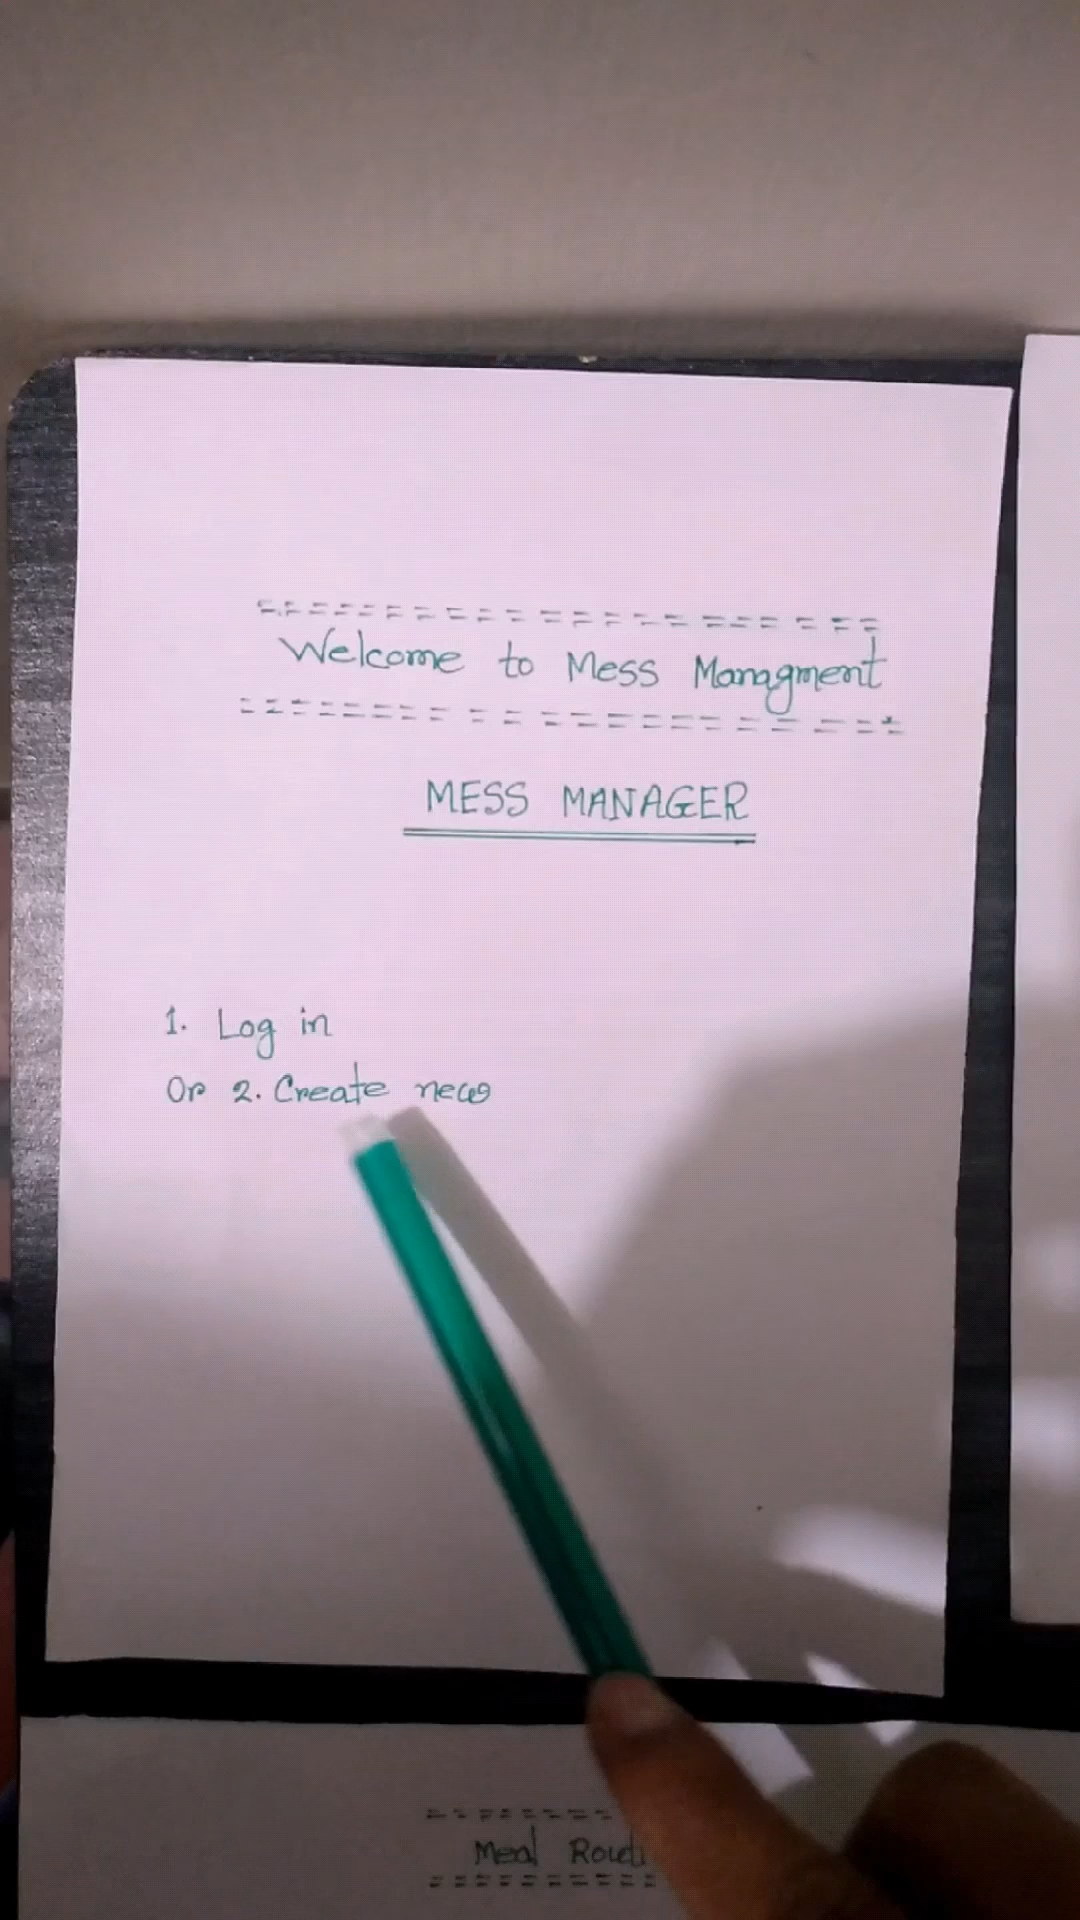 Welcome to Mess Managment
MESS MANAGER
1. Log in
Or 2. Create new
Meal